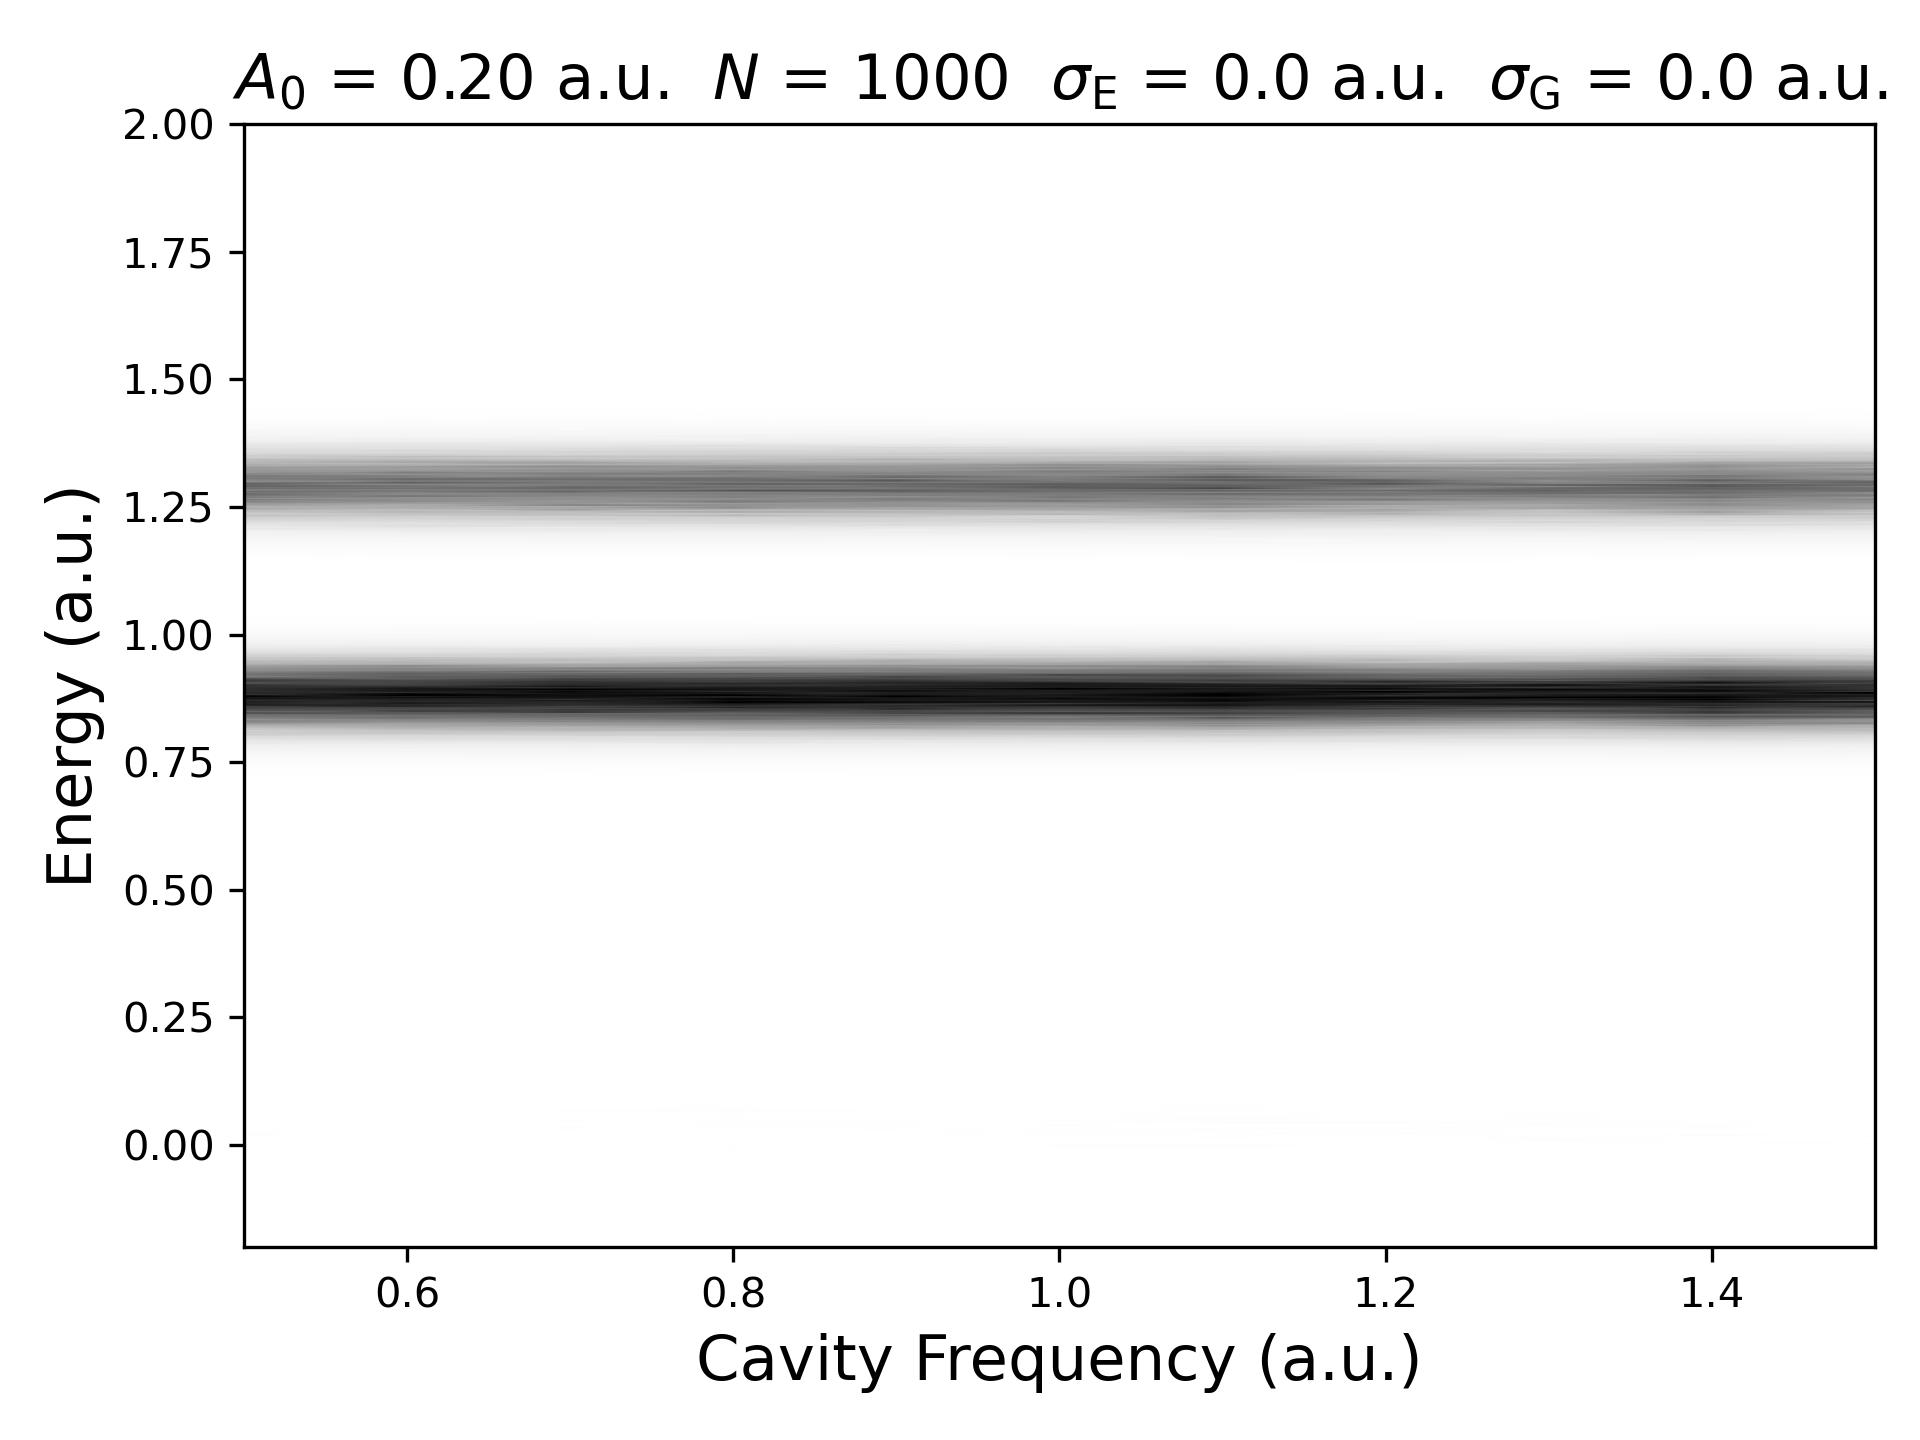 A₀ = 0.20 a.u. N = 1000 σE = 0.0 a.u. σG = 0.0 a.u.
2.00
1.75
1.50
1.25
1.00
0.75
0.50
0.25
0.00
Energy (a.u.)
0.6 0.8 1.0 1.2 1.4
Cavity Frequency (a.u.)